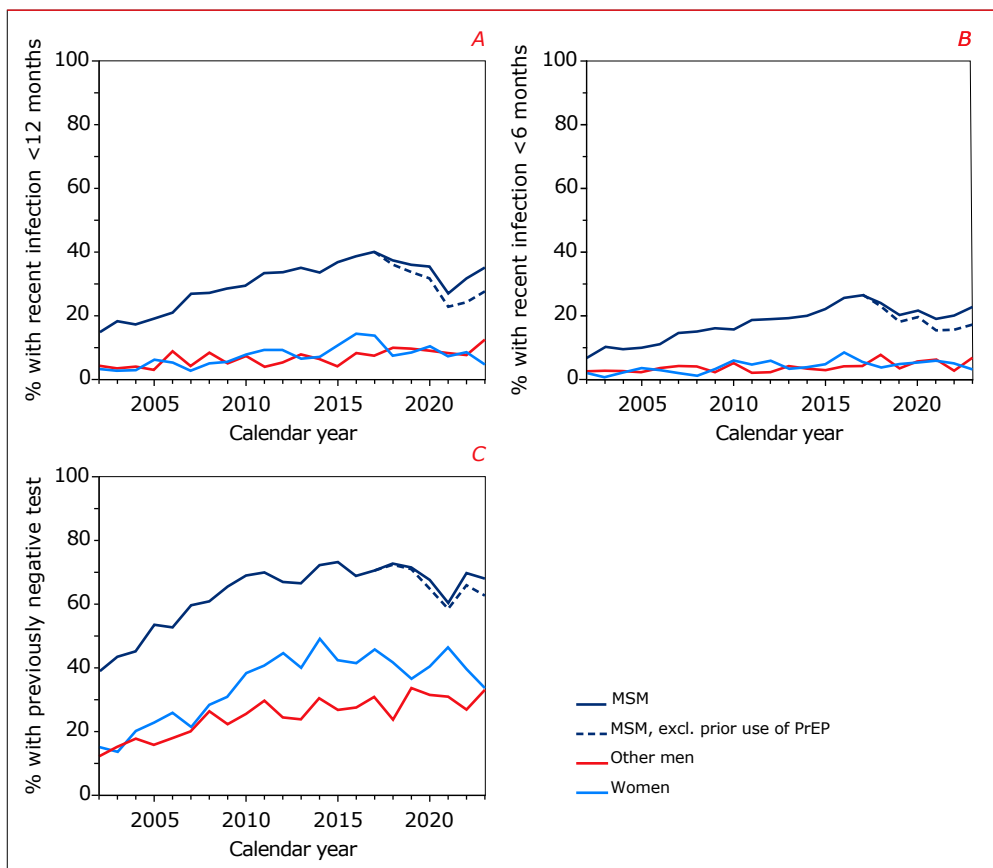 A
% with recent infection <12 months
100
80
60
40
20
0
2005 2010 2015 2020
Calendar year
B
% with recent infection <6 months
100
80
60
40
20
0
2005 2010 2015 2020
Calendar year
C
% with previously negative test
100
80
60
40
20
0
2005 2010 2015 2020
Calendar year
MSM
MSM, excl. prior use of PrEP
Other men
Women